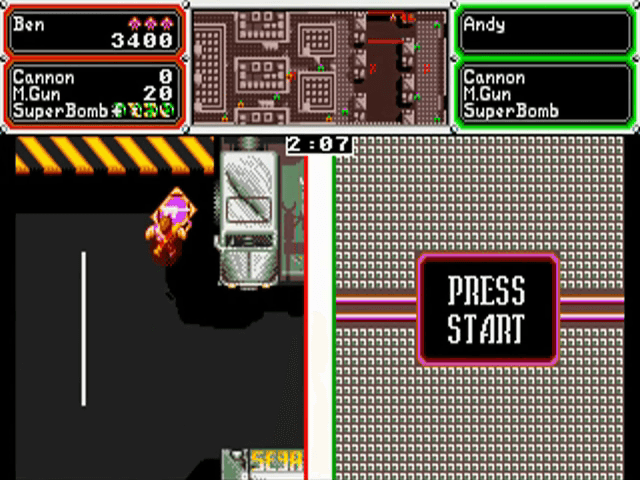 Ben
3400
Cannon 0
M.Gun 20
SuperBomb
Andy
Cannon
M.Gun
SuperBomb
2:07
PRESS
START
SEGA